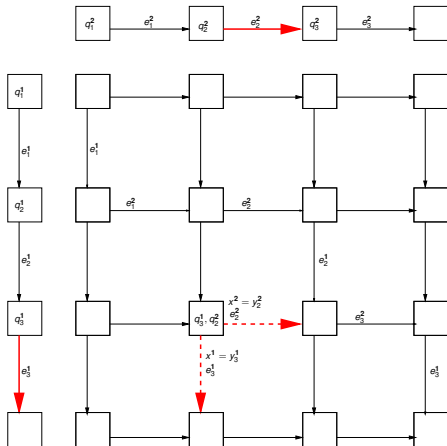 q₁² e₁² q₂² e₂² q₃² e₃²
q₁¹
e₁¹ e₁¹
q₂¹ e₁² e₂²
e₂¹ e₂¹
x² = y₂²
q₃¹ q₃¹, q₂² e₂² e₃²
x¹ = y₃¹
e₃¹ e₃¹ e₃¹